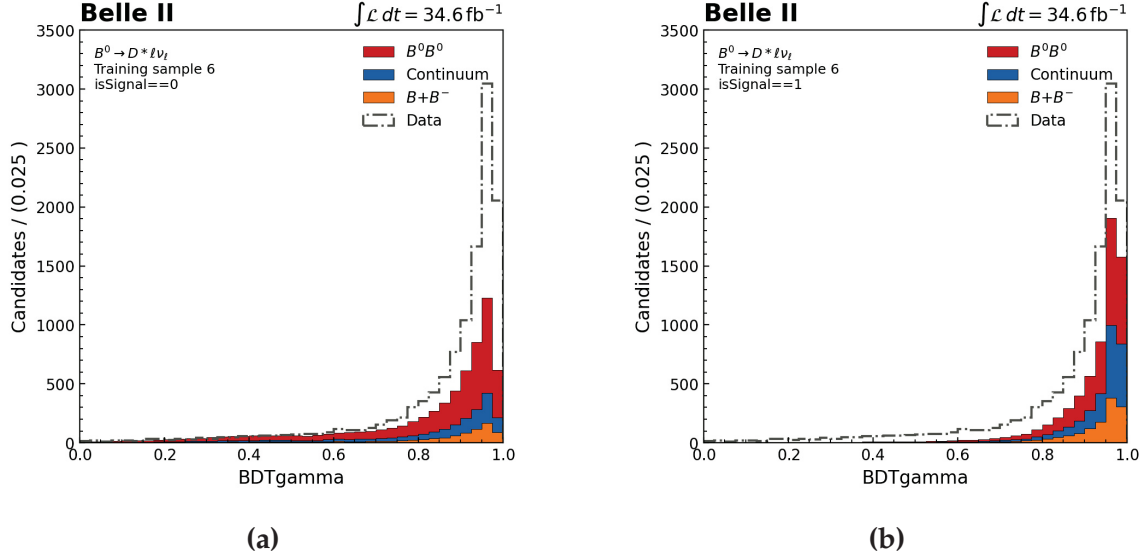 Belle II ∫ℒ dt = 34.6 fb⁻¹
B⁰ → D*ℓνℓ
Training sample 6
isSignal==0
B⁰B⁰
Continuum
B+B⁻
Data
Candidates / (0.025 )
3500
3000
2500
2000
1500
1000
500
0
0.0 0.2 0.4 0.6 0.8 1.0
BDTgamma
(a)
Belle II ∫ℒ dt = 34.6 fb⁻¹
B⁰ → D*ℓνℓ
Training sample 6
isSignal==1
B⁰B⁰
Continuum
B+B⁻
Data
Candidates / (0.025 )
3500
3000
2500
2000
1500
1000
500
0
0.0 0.2 0.4 0.6 0.8 1.0
BDTgamma
(b)